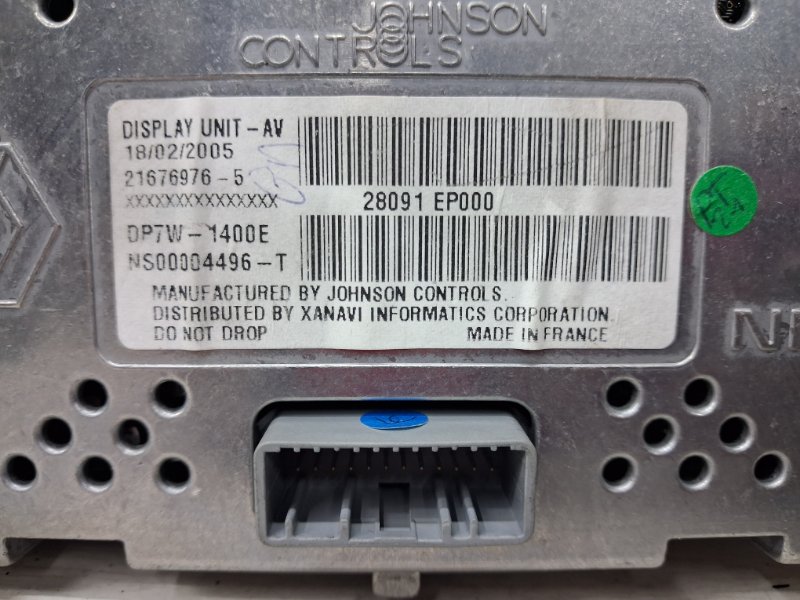 JOHNSON
CONTROLS
DISPLAY UNIT-AV
18/02/2005
21676976-5
XXXXXXXXXXXXXXX
28091 EP000
DP7W-1400E
NS00004496-T
MANUFACTURED BY JOHNSON CONTROLS.
DISTRIBUTED BY XANAVI INFORMATICS CORPORATION.
DO NOT DROP MADE IN FRANCE